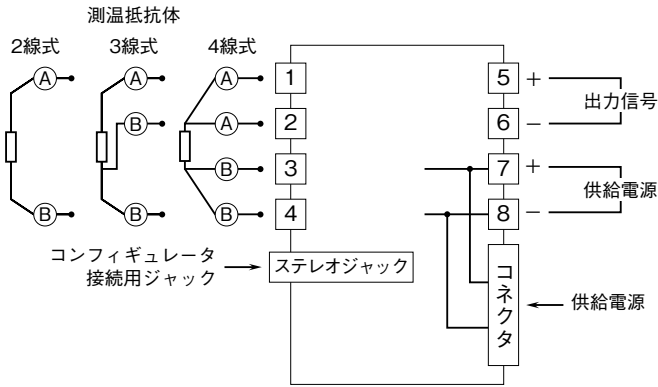 測温抵抗体
2線式 3線式 4線式
A A A 1 5 +
出力信号
B A 2 6 −
B 3 7 +
供給電源
B B B 4 8 −
コンフィギュレータ
接続用ジャック
ステレオジャック
コネクタ
供給電源